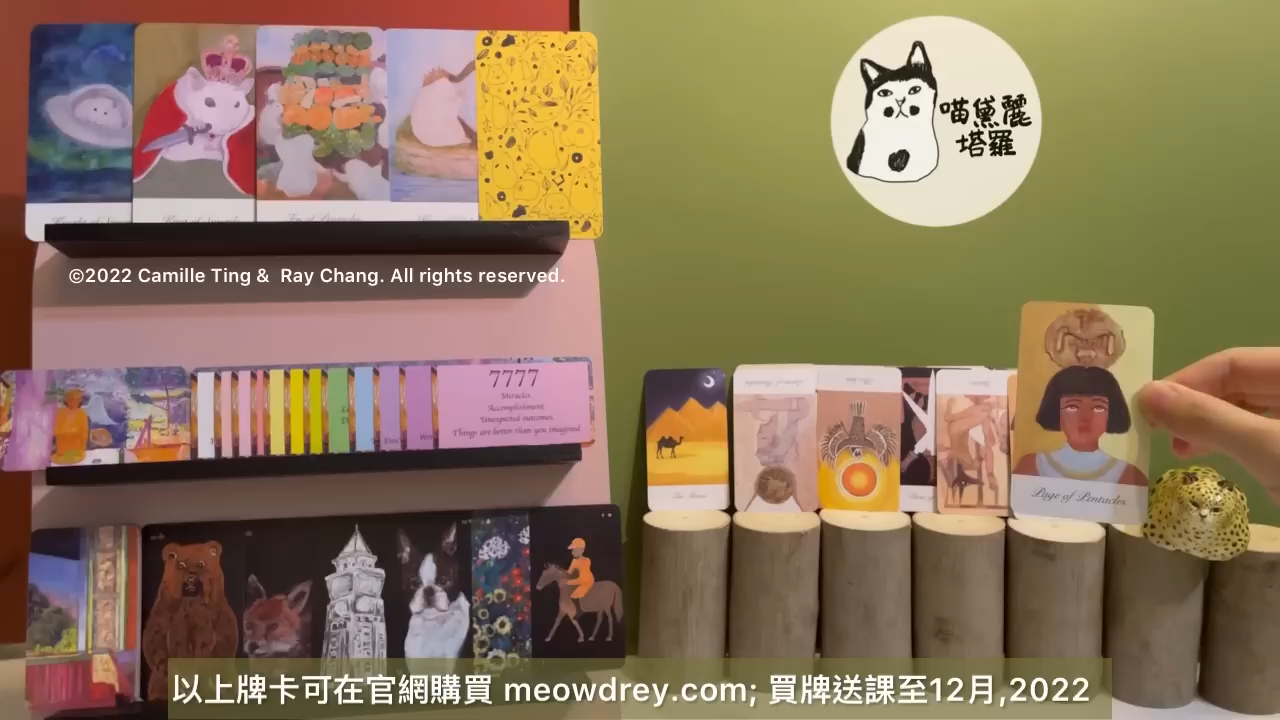 喵黛麗
塔羅
©2022 Camille Ting & Ray Chang. All rights reserved.
7777
Miracles.
Accomplishment.
Unexpected outcomes.
Things are better than you imagined.
Page of Pentacles
以上牌卡可在官網購買 meowdrey.com; 買牌送課至12月,2022